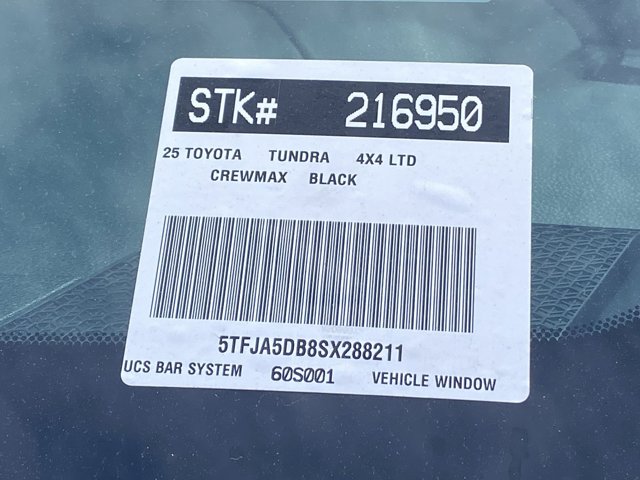 STK# 216950
25 TOYOTA TUNDRA 4X4 LTD
CREWMAX BLACK
5TFJA5DB8SX288211
UCS BAR SYSTEM 60S001 VEHICLE WINDOW